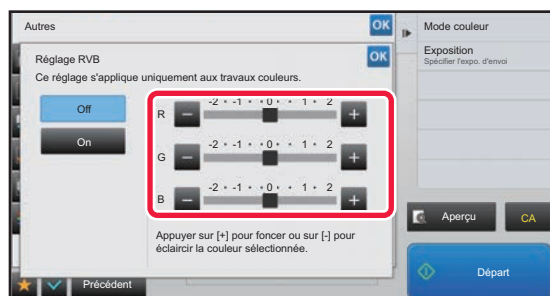 Autres
OK
Mode couleur
Exposition
Spécifier l'expo. d'envoi
Réglage RVB
OK
Ce réglage s'applique uniquement aux travaux couleurs.
Off
On
R
-2 • -1 • • 0 • • 1 • 2
− +
G
-2 • -1 • • 0 • • 1 • 2
− +
B
-2 • -1 • • 0 • • 1 • 2
− +
Appuyer sur [+] pour foncer ou sur [-] pour
éclaircir la couleur sélectionnée.
Aperçu
CA
Précédent
Départ